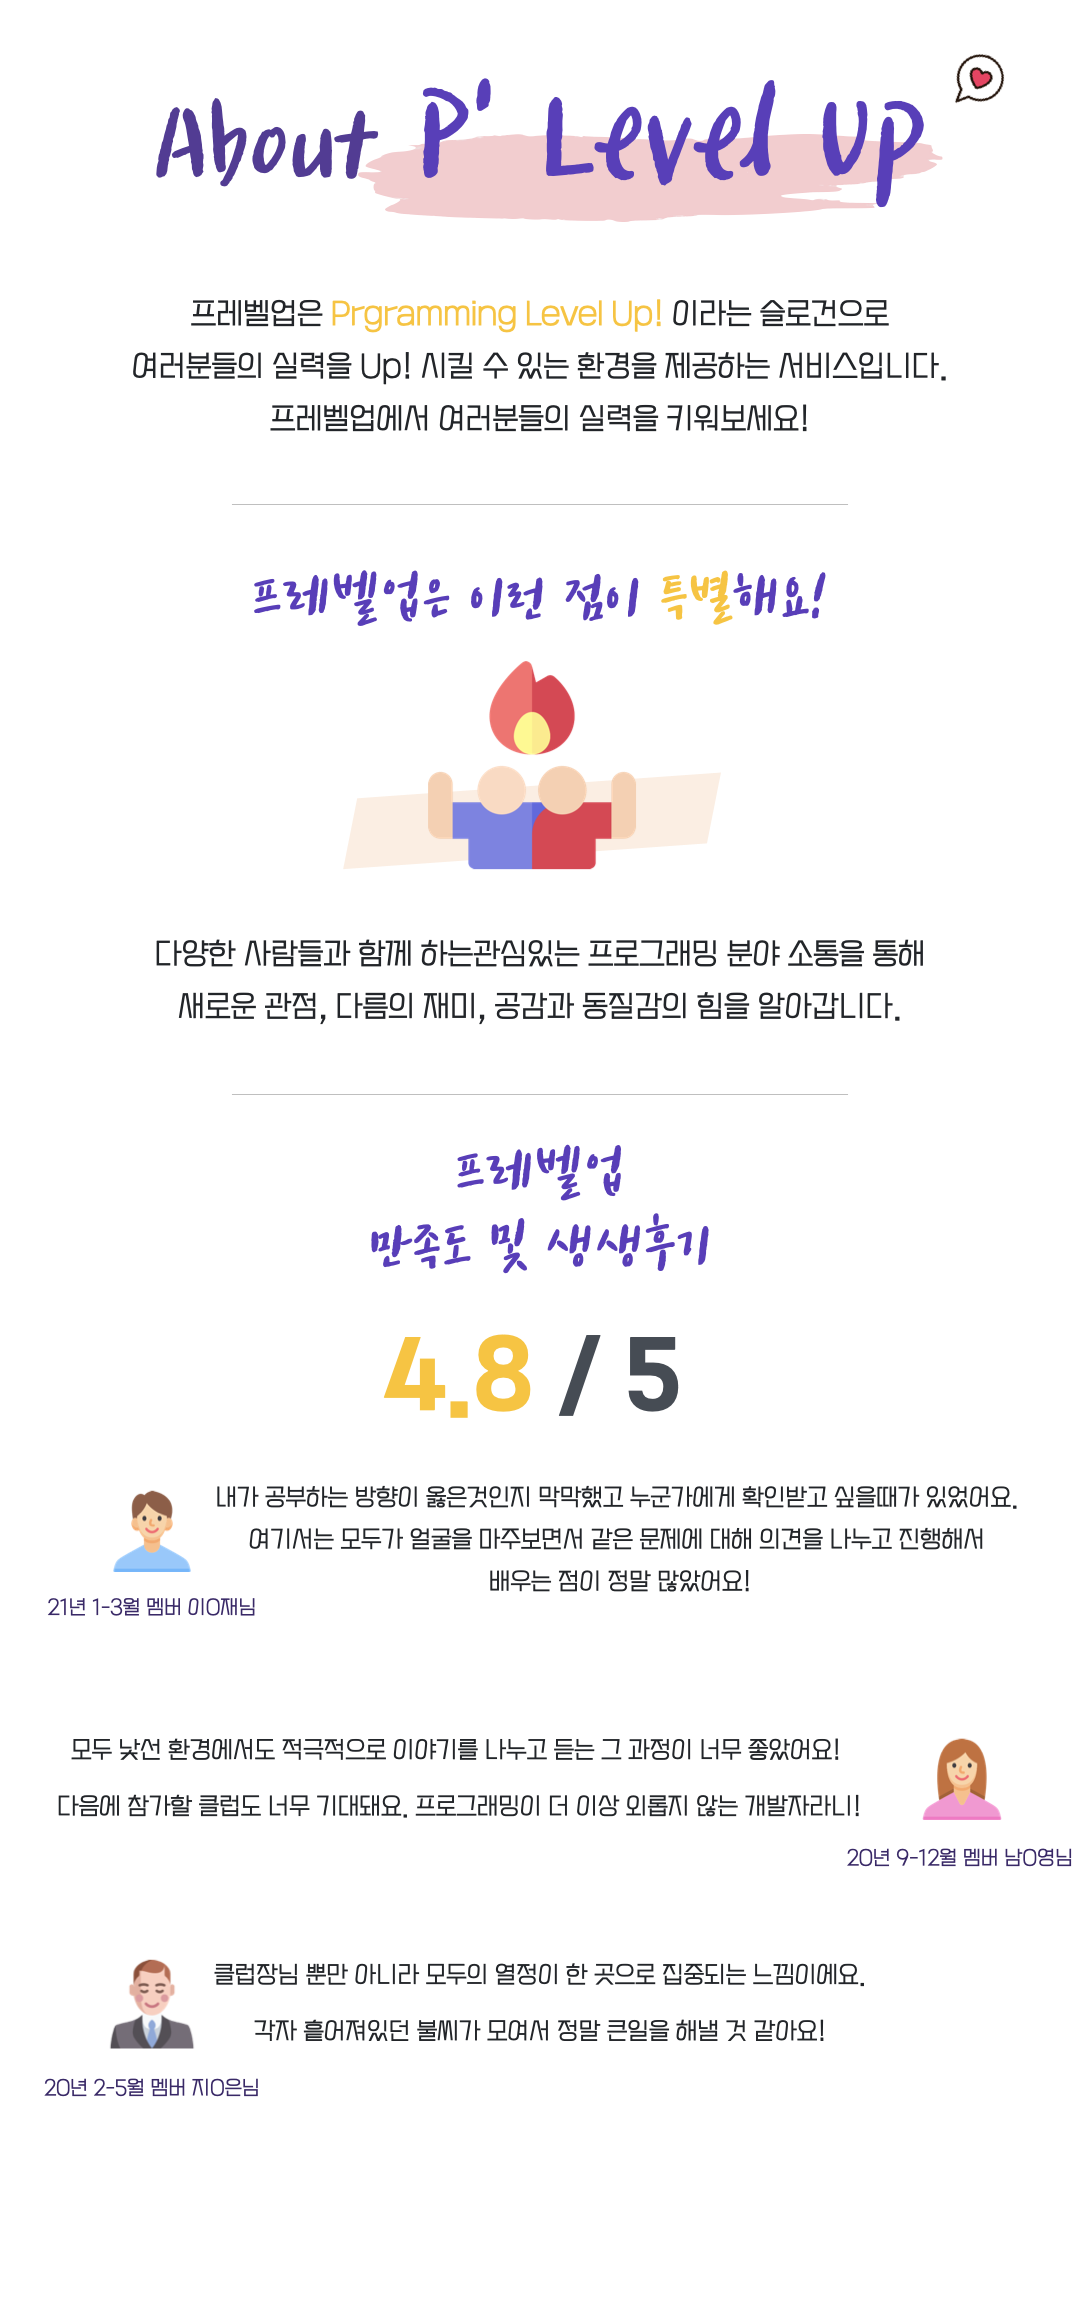 About P' Level up
프레벨업은 Prgramming Level Up! 이라는 슬로건으로
여러분들의 실력을 Up! 시킬 수 있는 환경을 제공하는 서비스입니다.
프레벨업에서 여러분들의 실력을 키워보세요!
프레벨업은 이런 점이 특별해요!
다양한 사람들과 함께 하는관심있는 프로그래밍 분야 소통을 통해
새로운 관점, 다름의 재미, 공감과 동질감의 힘을 알아갑니다.
프레벨업
만족도 및 생생후기
4.8 / 5
내가 공부하는 방향이 옳은것인지 막막했고 누군가에게 확인받고 싶을때가 있었어요.
여기서는 모두가 얼굴을 마주보면서 같은 문제에 대해 의견을 나누고 진행해서
배우는 점이 정말 많았어요!
21년 1-3월 멤버 이O재님
모두 낯선 환경에서도 적극적으로 이야기를 나누고 듣는 그 과정이 너무 좋았어요!
다음에 참가할 클럽도 너무 기대돼요. 프로그래밍이 더 이상 외롭지 않는 개발자라니!
20년 9-12월 멤버 남O영님
클럽장님 뿐만 아니라 모두의 열정이 한 곳으로 집중되는 느낌이에요.
각자 흩어져있던 불씨가 모여서 정말 큰일을 해낼 것 같아요!
20년 2-5월 멤버 지O은님